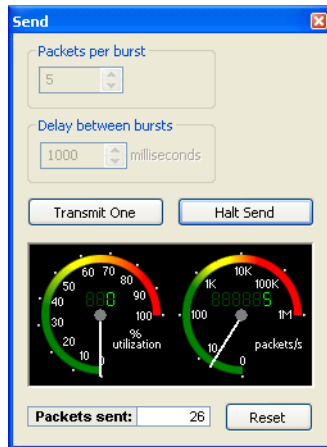 Send
Packets per burst
5
Delay between bursts
1000 milliseconds
Transmit One Halt Send
0 10 20 30 40 50 60 70 80 90 100
0
%
utilization
0 10 100 1K 10K 100K 1M
5
packets/s
Packets sent: 26 Reset